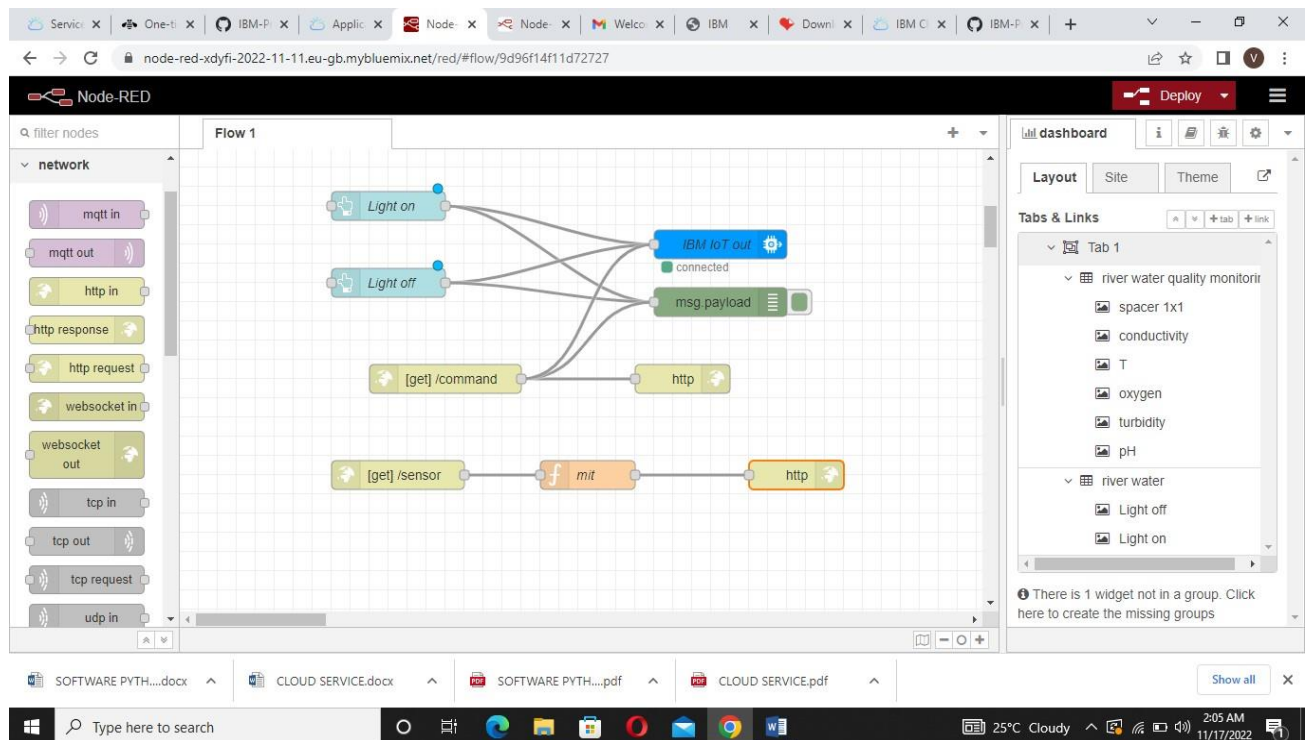 Service
One-ti
IBM-P
Applic
Node-
Node-
Welco
IBM
Downl
IBM Cl
IBM-P
node-red-xdyfi-2022-11-11.eu-gb.mybluemix.net/red/#flow/9d96f14f11d72727
V
Node-RED
Deploy
filter nodes
Flow 1
dashboard
network
mqtt in
mqtt out
http in
http response
http request
websocket in
websocket
out
tcp in
tcp out
tcp request
udp in
Light on
IBM IoT out
connected
Light off
msg.payload
[get] /command
http
[get] /sensor
f
mit
http
Layout
Site
Theme
Tabs & Links
+ tab
+ link
Tab 1
river water quality monitorin
spacer 1x1
conductivity
T
oxygen
turbidity
pH
river water
Light off
Light on
There is 1 widget not in a group. Click
here to create the missing groups
SOFTWARE PYTH....docx
CLOUD SERVICE.docx
SOFTWARE PYTH....pdf
CLOUD SERVICE.pdf
Show all
Type here to search
25°C Cloudy
2:05 AM
11/17/2022